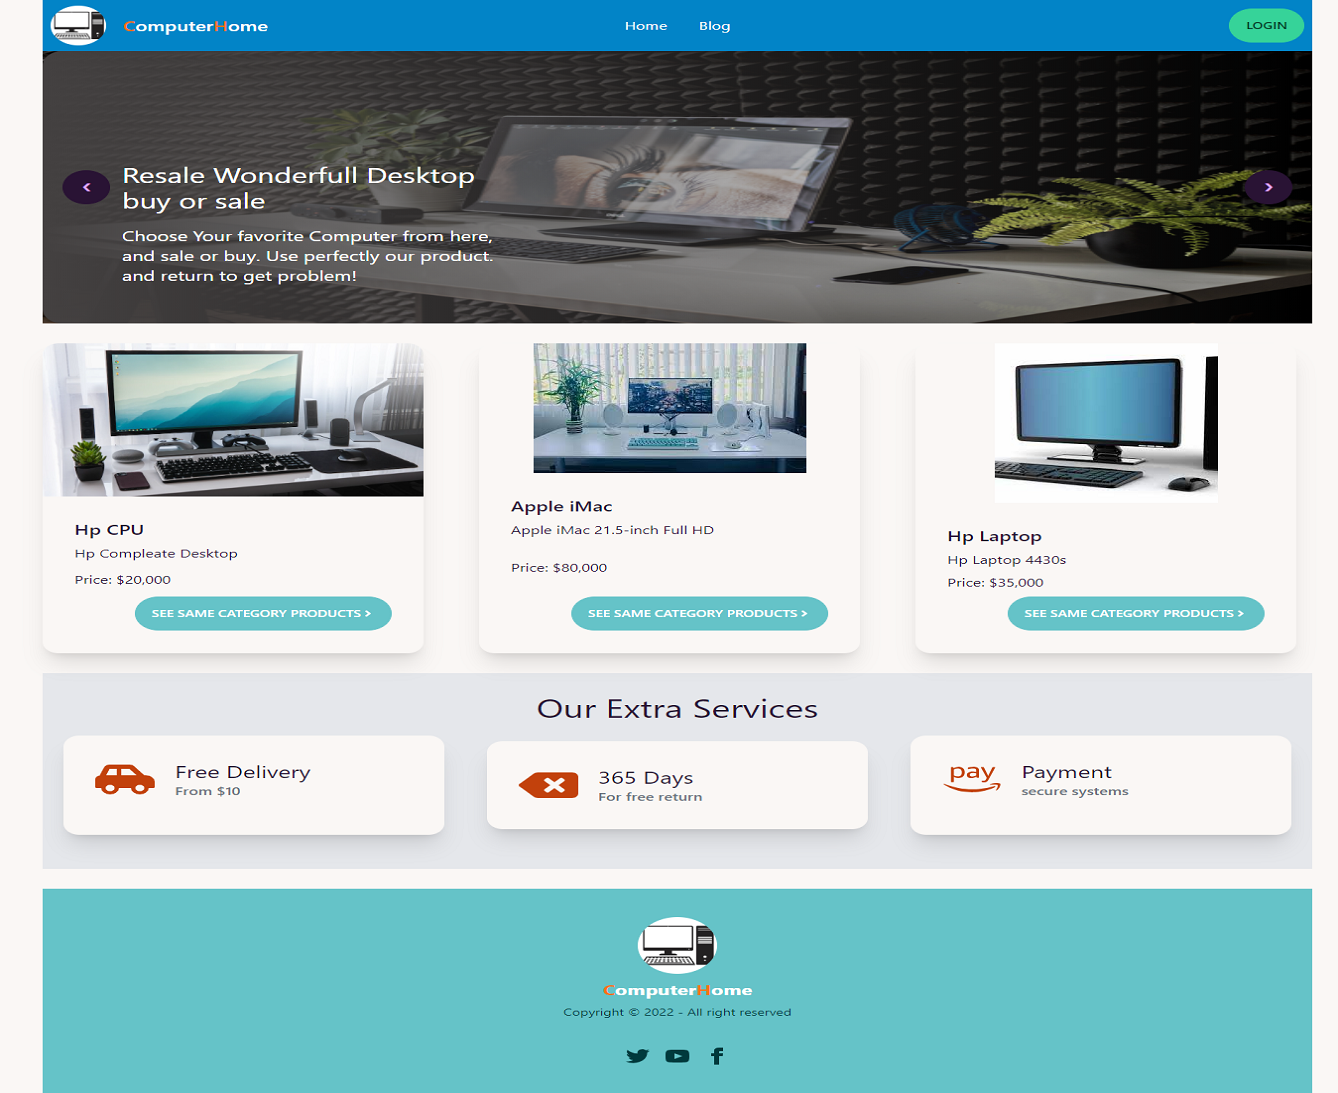 ComputerHome
Home
Blog
LOGIN
Resale Wonderfull Desktop
buy or sale
Choose Your favorite Computer from here,
and sale or buy. Use perfectly our product.
and return to get problem!
Hp CPU
Hp Compleate Desktop
Price: $20,000
SEE SAME CATEGORY PRODUCTS >
Apple iMac
Apple iMac 21.5-inch Full HD
Price: $80,000
SEE SAME CATEGORY PRODUCTS >
Hp Laptop
Hp Laptop 4430s
Price: $35,000
SEE SAME CATEGORY PRODUCTS >
Our Extra Services
Free Delivery
From $10
365 Days
For free return
pay
Payment
secure systems
ComputerHome
Copyright © 2022 - All right reserved